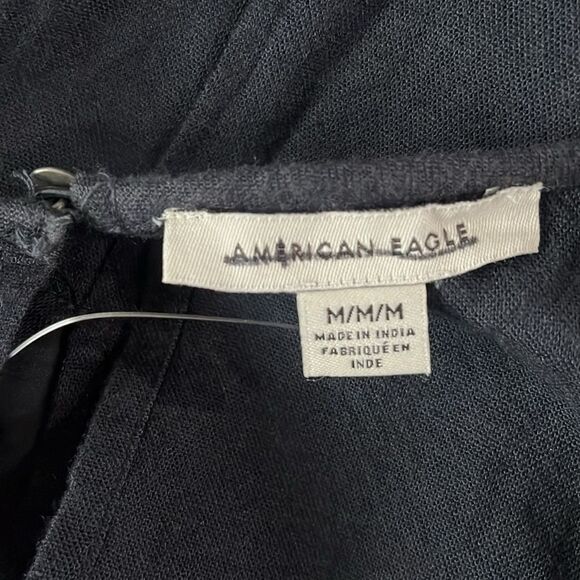 AMERICAN EAGLE
M/M/M
MADE IN INDIA
FABRIQUÉ EN
INDE